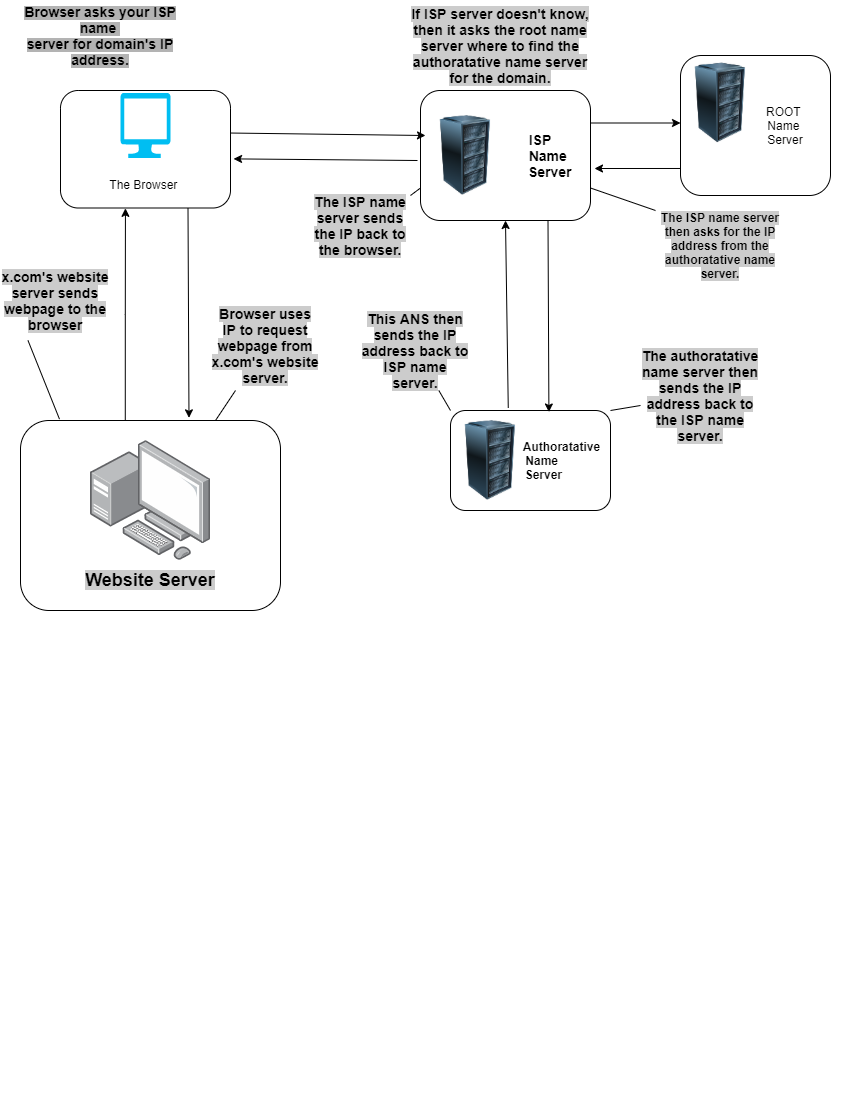 Browser asks your ISP
name
server for domain's IP
address.
If ISP server doesn't know,
then it asks the root name
server where to find the
authoratative name server
for the domain.
The Browser
ISP
Name
Server
ROOT
Name
Server
The ISP name
server sends
the IP back to
the browser.
The ISP name server
then asks for the IP
address from the
authoratative name
server.
x.com's website
server sends
webpage to the
browser
Browser uses
IP to request
webpage from
x.com's website
server.
This ANS then
sends the IP
address back to
ISP name
server.
The authoratative
name server then
sends the IP
address back to
the ISP name
server.
Authoratative
Name
Server
Website Server